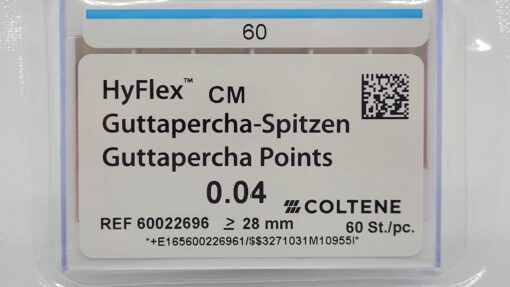 60
HyFlex™ CM
Guttapercha-Spitzen
Guttapercha Points
0.04
COLTENE
REF 60022696 ≥ 28 mm 60 St./pc.
*+E165600226961/$$3271031M10955I*